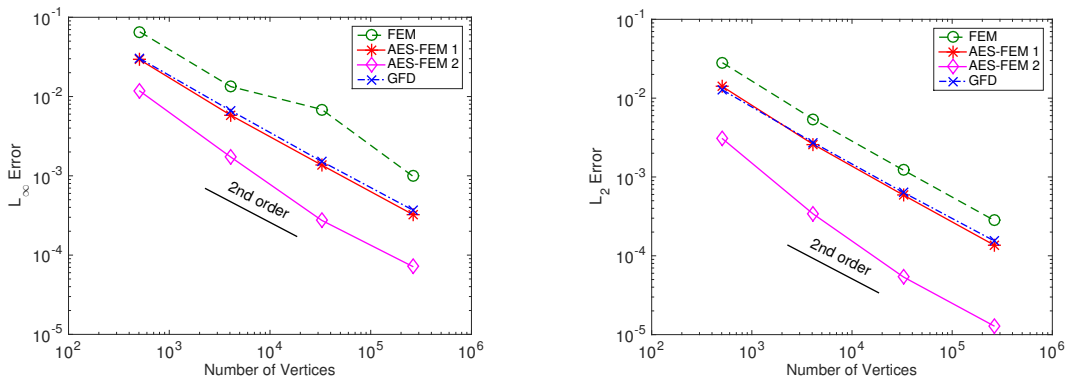 10^-1
10^-2
10^-3
10^-4
10^-5
L∞ Error
FEM
AES-FEM 1
AES-FEM 2
GFD
2nd order
10^2 10^3 10^4 10^5 10^6
Number of Vertices
10^-1
10^-2
10^-3
10^-4
10^-5
L2 Error
FEM
AES-FEM 1
AES-FEM 2
GFD
2nd order
10^2 10^3 10^4 10^5 10^6
Number of Vertices